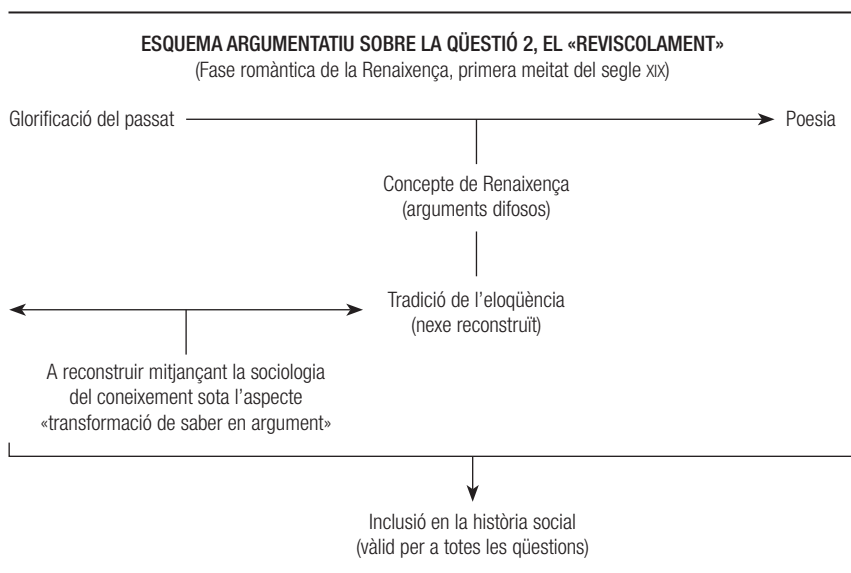 ESQUEMA ARGUMENTATIU SOBRE LA QÜESTIÓ 2, EL «REVISCOLAMENT»
(Fase romàntica de la Renaixença, primera meitat del segle XIX)
Glorificació del passat
Poesia
Concepte de Renaixença
(arguments difosos)
Tradició de l’eloqüència
(nexe reconstruït)
A reconstruir mitjançant la sociologia
del coneixement sota l’aspecte
«transformació de saber en argument»
Inclusió en la història social
(vàlid per a totes les qüestions)